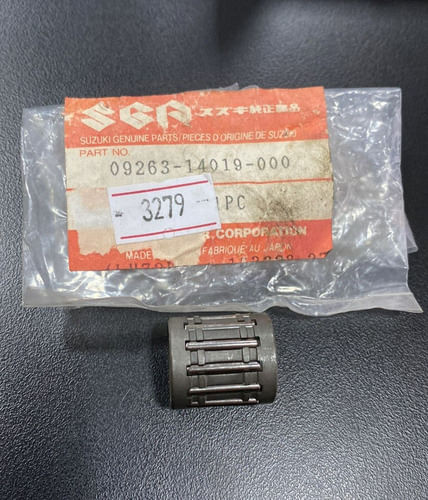 SGP スズキ純正部品
SUZUKI GENUINE PARTS/PIECES D'ORIGINE DE SUZUKI
PART NO.
09263-14019-000
3279 1PC
R.CORPORATION
MADE FABRIQUE AU JAPON